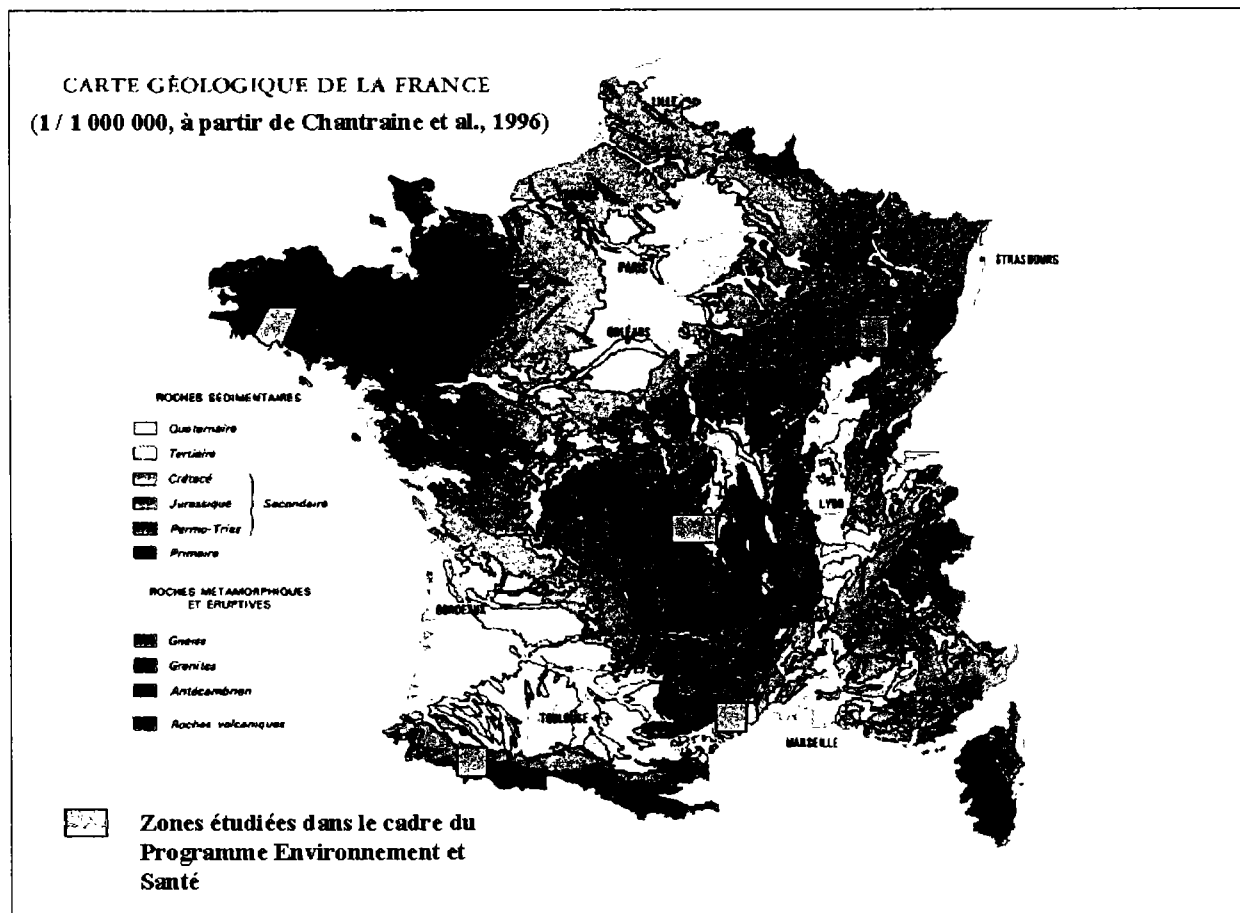 CARTE GÉOLOGIQUE DE LA FRANCE
(1 / 1 000 000, à partir de Chantraine et al., 1996)
LILLE
PARIS
STRASBOURG
ORLÉANS
ROCHES SÉDIMENTAIRES
Quaternaire
Tertiaire
Crétacé
Jurassique
Secondaire
Permo-Trias
Primaire
LYON
ROCHES MÉTAMORPHIQUES
ET ÉRUPTIVES
BORDEAUX
Gneiss
Granites
Antécambrien
Roches volcaniques
TOULOUSE
MARSEILLE
Zones étudiées dans le cadre du
Programme Environnement et
Santé